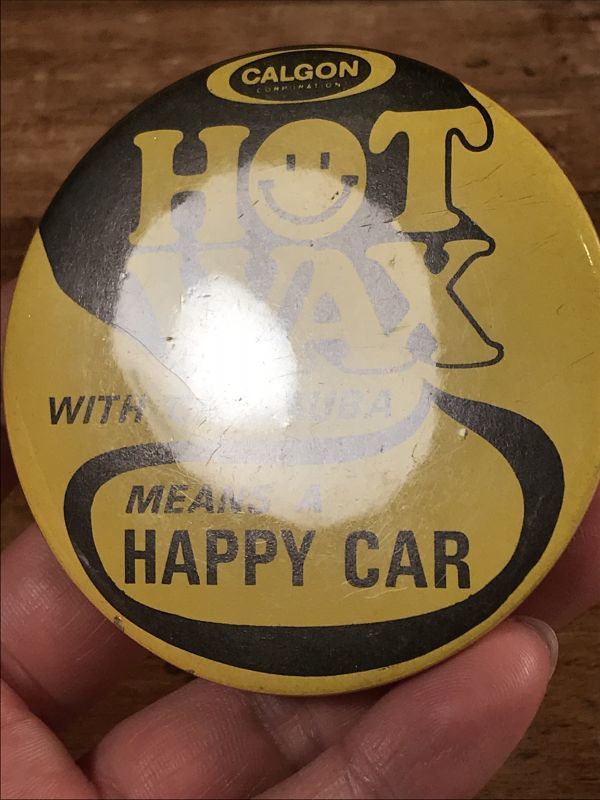 CALGON
CORPORATION
HOT
WAX
WITH
MEANS A
HAPPY CAR